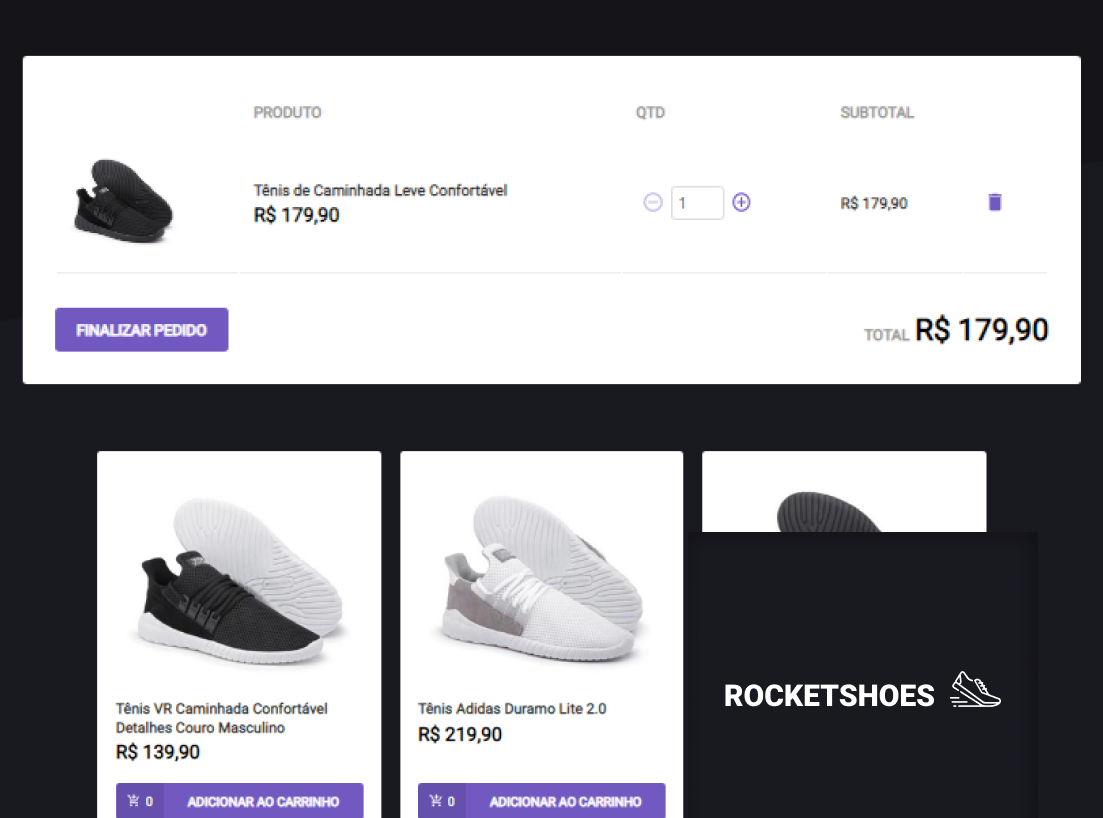 PRODUTO QTD SUBTOTAL
Tênis de Caminhada Leve Confortável
R$ 179,90
1
R$ 179,90
FINALIZAR PEDIDO
TOTAL R$ 179,90
Tênis VR Caminhada Confortável
Detalhes Couro Masculino
R$ 139,90
0 ADICIONAR AO CARRINHO
Tênis Adidas Duramo Lite 2.0
R$ 219,90
0 ADICIONAR AO CARRINHO
ROCKETSHOES